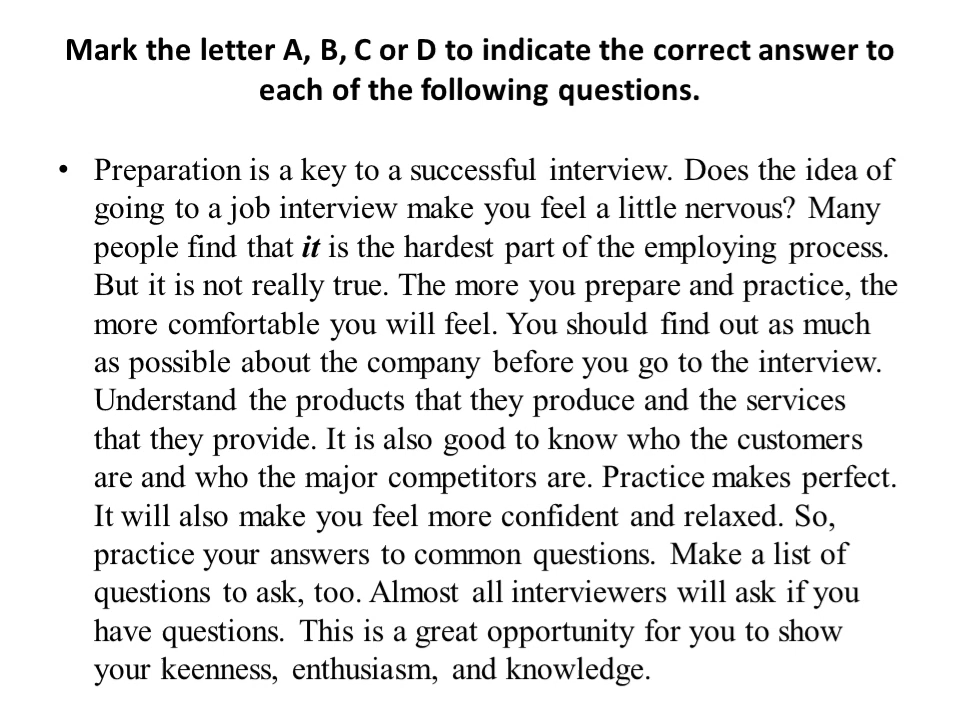 Mark the letter A, B, C or D to indicate the correct answer to
each of the following questions.
• Preparation is a key to a successful interview. Does the idea of
going to a job interview make you feel a little nervous? Many
people find that it is the hardest part of the employing process.
But it is not really true. The more you prepare and practice, the
more comfortable you will feel. You should find out as much
as possible about the company before you go to the interview.
Understand the products that they produce and the services
that they provide. It is also good to know who the customers
are and who the major competitors are. Practice makes perfect.
It will also make you feel more confident and relaxed. So,
practice your answers to common questions. Make a list of
questions to ask, too. Almost all interviewers will ask if you
have questions. This is a great opportunity for you to show
your keenness, enthusiasm, and knowledge.